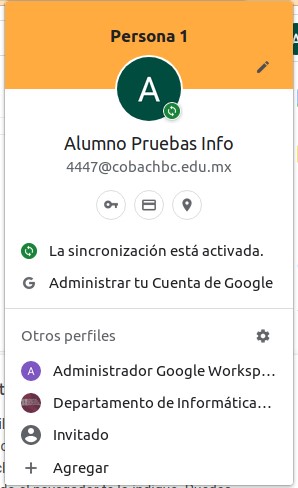 Persona 1
A
Alumno Pruebas Info
4447@cobachbc.edu.mx
La sincronización está activada.
G Administrar tu Cuenta de Google
Otros perfiles
A Administrador Google Worksp...
Departamento de Informática...
Invitado
Agregar